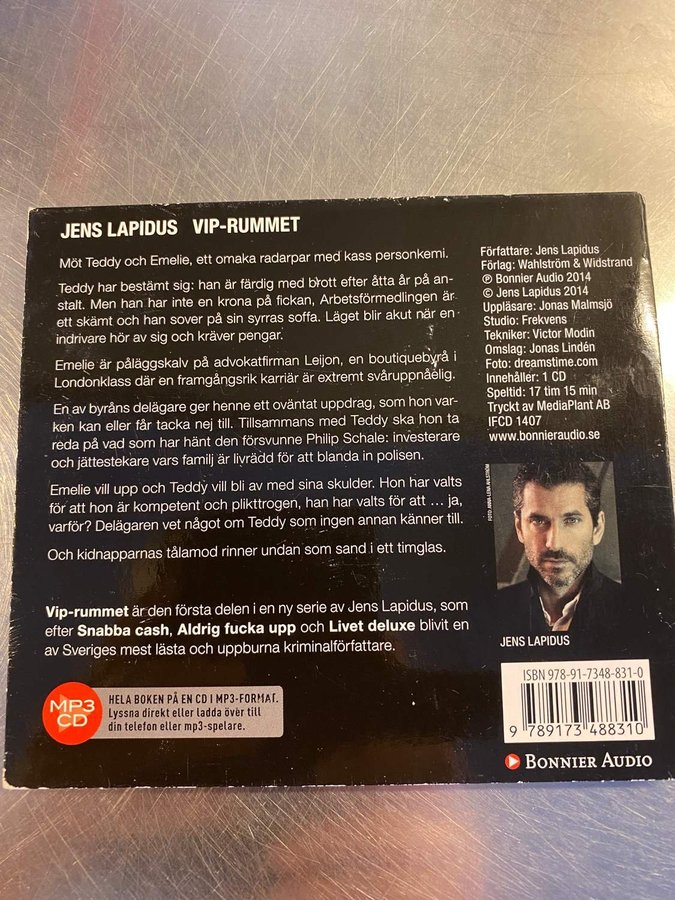 JENS LAPIDUS VIP-RUMMET
Möt Teddy och Emelie, ett omaka radarpar med kass personkemi.
Teddy har bestämt sig: han är färdig med brott efter åtta år på an-
stalt. Men han har inte en krona på fickan, Arbetsförmedlingen är
ett skämt och han sover på sin syrras soffa. Läget blir akut när en
indrivare hör av sig och kräver pengar.
Emelie är påläggskalv på advokatfirman Leijon, en boutiquebyrå i
Londonklass där en framgångsrik karriär är extremt svåruppnåelig.
En av byråns delägare ger henne ett oväntat uppdrag, som hon var-
ken kan eller får tacka nej till. Tillsammans med Teddy ska hon ta
reda på vad som har hänt den försvunne Philip Schale: investerare
och jättestekare vars familj är livrädd för att blanda in polisen.
Emelie vill upp och Teddy vill bli av med sina skulder. Hon har valts
för att hon är kompetent och plikttrogen, han har valts för att ... ja,
varför? Delägaren vet något om Teddy som ingen annan känner till.
Och kidnapparnas tålamod rinner undan som sand i ett timglas.
Vip-rummet är den första delen i en ny serie av Jens Lapidus, som
efter Snabba cash, Aldrig fucka upp och Livet deluxe blivit en
av Sveriges mest lästa och uppburna kriminalförfattare.
MP3
CD
HELA BOKEN PÅ EN CD I MP3-FORMAT.
Lyssna direkt eller ladda över till
din telefon eller mp3-spelare.
Författare: Jens Lapidus
Förlag: Wahlström & Widstrand
℗ Bonnier Audio 2014
© Jens Lapidus 2014
Uppläsare: Jonas Malmsjö
Studio: Frekvens
Tekniker: Victor Modin
Omslag: Jonas Lindén
Foto: dreamstime.com
Innehåller: 1 CD
Speltid: 17 tim 15 min
Tryckt av MediaPlant AB
IFCD 1407
www.bonnieraudio.se
FOTO: ANNA-LENA AHLSTRÖM
JENS LAPIDUS
ISBN 978-91-7348-831-0
9 789173 488310
BONNIER AUDIO